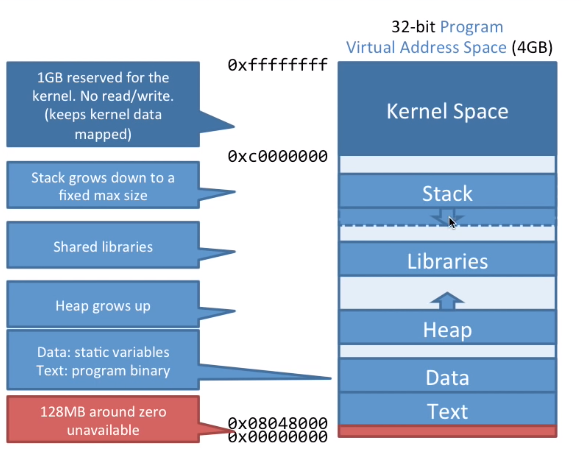 32-bit Program
Virtual Address Space (4GB)
1GB reserved for the
kernel. No read/write.
(keeps kernel data
mapped)
0xffffffff
Kernel Space
0xc0000000
Stack grows down to a
fixed max size
Stack
Shared libraries
Libraries
Heap grows up
Heap
Data: static variables
Text: program binary
Data
Text
128MB around zero
unavailable
0x08048000
0x00000000